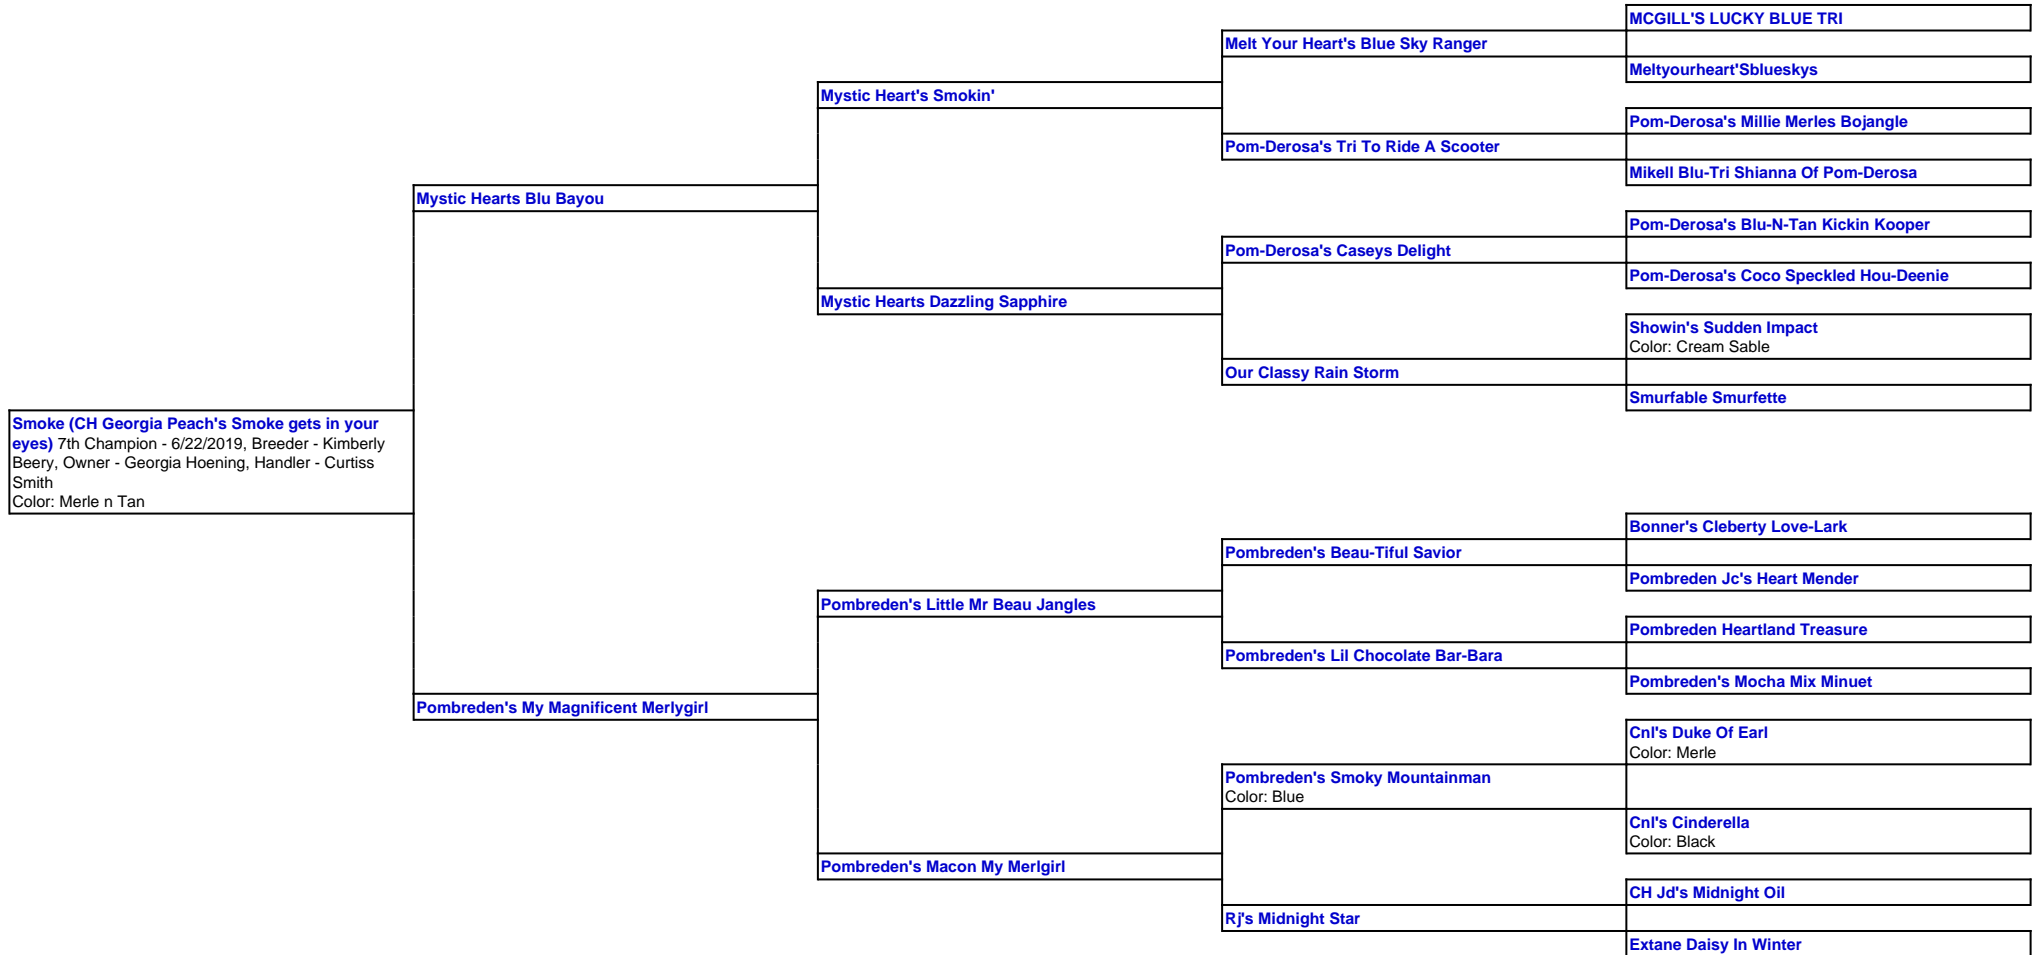 MCGILL'S LUCKY BLUE TRI
Melt Your Heart's Blue Sky Ranger
Meltyourheart'Sblueskys
Mystic Heart's Smokin'
Pom-Derosa's Millie Merles Bojangle
Pom-Derosa's Tri To Ride A Scooter
Mikell Blu-Tri Shianna Of Pom-Derosa
Mystic Hearts Blu Bayou
Pom-Derosa's Blu-N-Tan Kickin Kooper
Pom-Derosa's Caseys Delight
Pom-Derosa's Coco Speckled Hou-Deenie
Mystic Hearts Dazzling Sapphire
Showin's Sudden Impact
Color: Cream Sable
Our Classy Rain Storm
Smurfable Smurfette
Smoke (CH Georgia Peach's Smoke gets in your
eyes) 7th Champion - 6/22/2019, Breeder - Kimberly
Beery, Owner - Georgia Hoening, Handler - Curtiss
Smith
Color: Merle n Tan
Bonner's Cleberty Love-Lark
Pombreden's Beau-Tiful Savior
Pombreden Jc's Heart Mender
Pombreden's Little Mr Beau Jangles
Pombreden Heartland Treasure
Pombreden's Lil Chocolate Bar-Bara
Pombreden's Mocha Mix Minuet
Pombreden's My Magnificent Merlygirl
Cnl's Duke Of Earl
Color: Merle
Pombreden's Smoky Mountainman
Color: Blue
Cnl's Cinderella
Color: Black
Pombreden's Macon My Merlgirl
CH Jd's Midnight Oil
Rj's Midnight Star
Extane Daisy In Winter